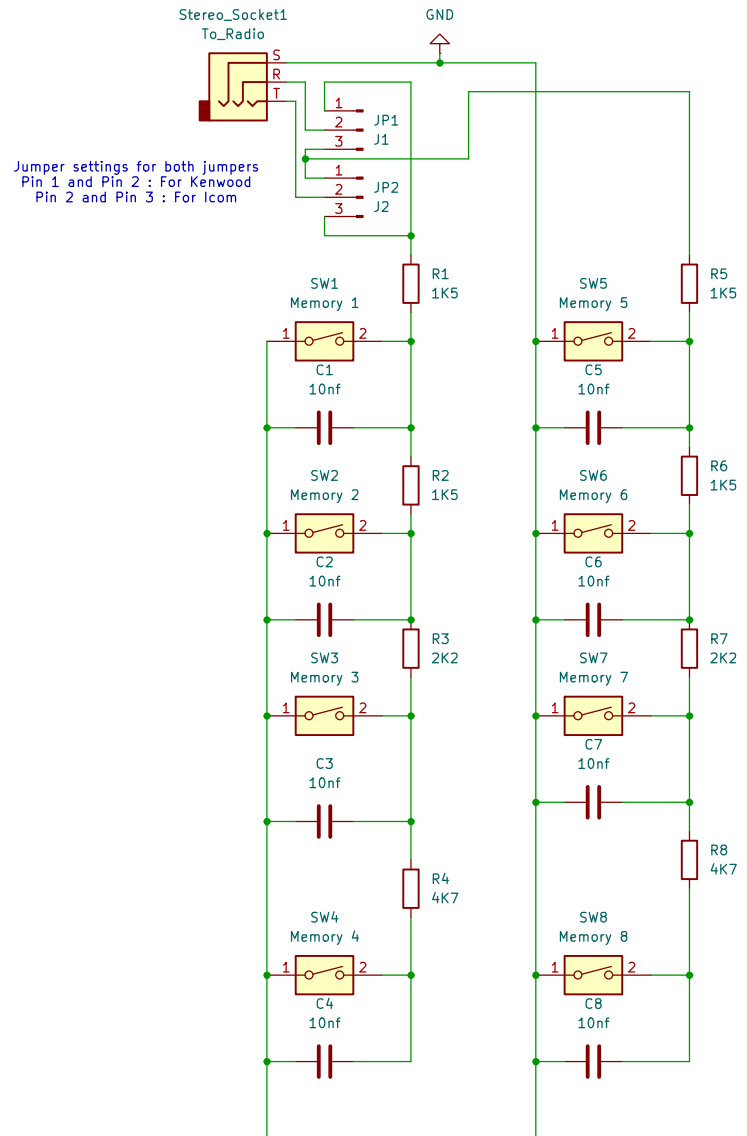 Stereo_Socket1
To_Radio
GND
S
R
T
1
2
3
JP1
J1
1
2
3
JP2
J2
Jumper settings for both jumpers
Pin 1 and Pin 2 : For Kenwood
Pin 2 and Pin 3 : For Icom
R1
1K5
R5
1K5
SW1
Memory 1
1
2
SW5
Memory 5
1
2
C1
10nf
C5
10nf
R2
1K5
R6
1K5
SW2
Memory 2
1
2
SW6
Memory 6
1
2
C2
10nf
C6
10nf
R3
2K2
R7
2K2
SW3
Memory 3
1
2
SW7
Memory 7
1
2
C3
10nf
C7
10nf
R4
4K7
R8
4K7
SW4
Memory 4
1
2
SW8
Memory 8
1
2
C4
10nf
C8
10nf